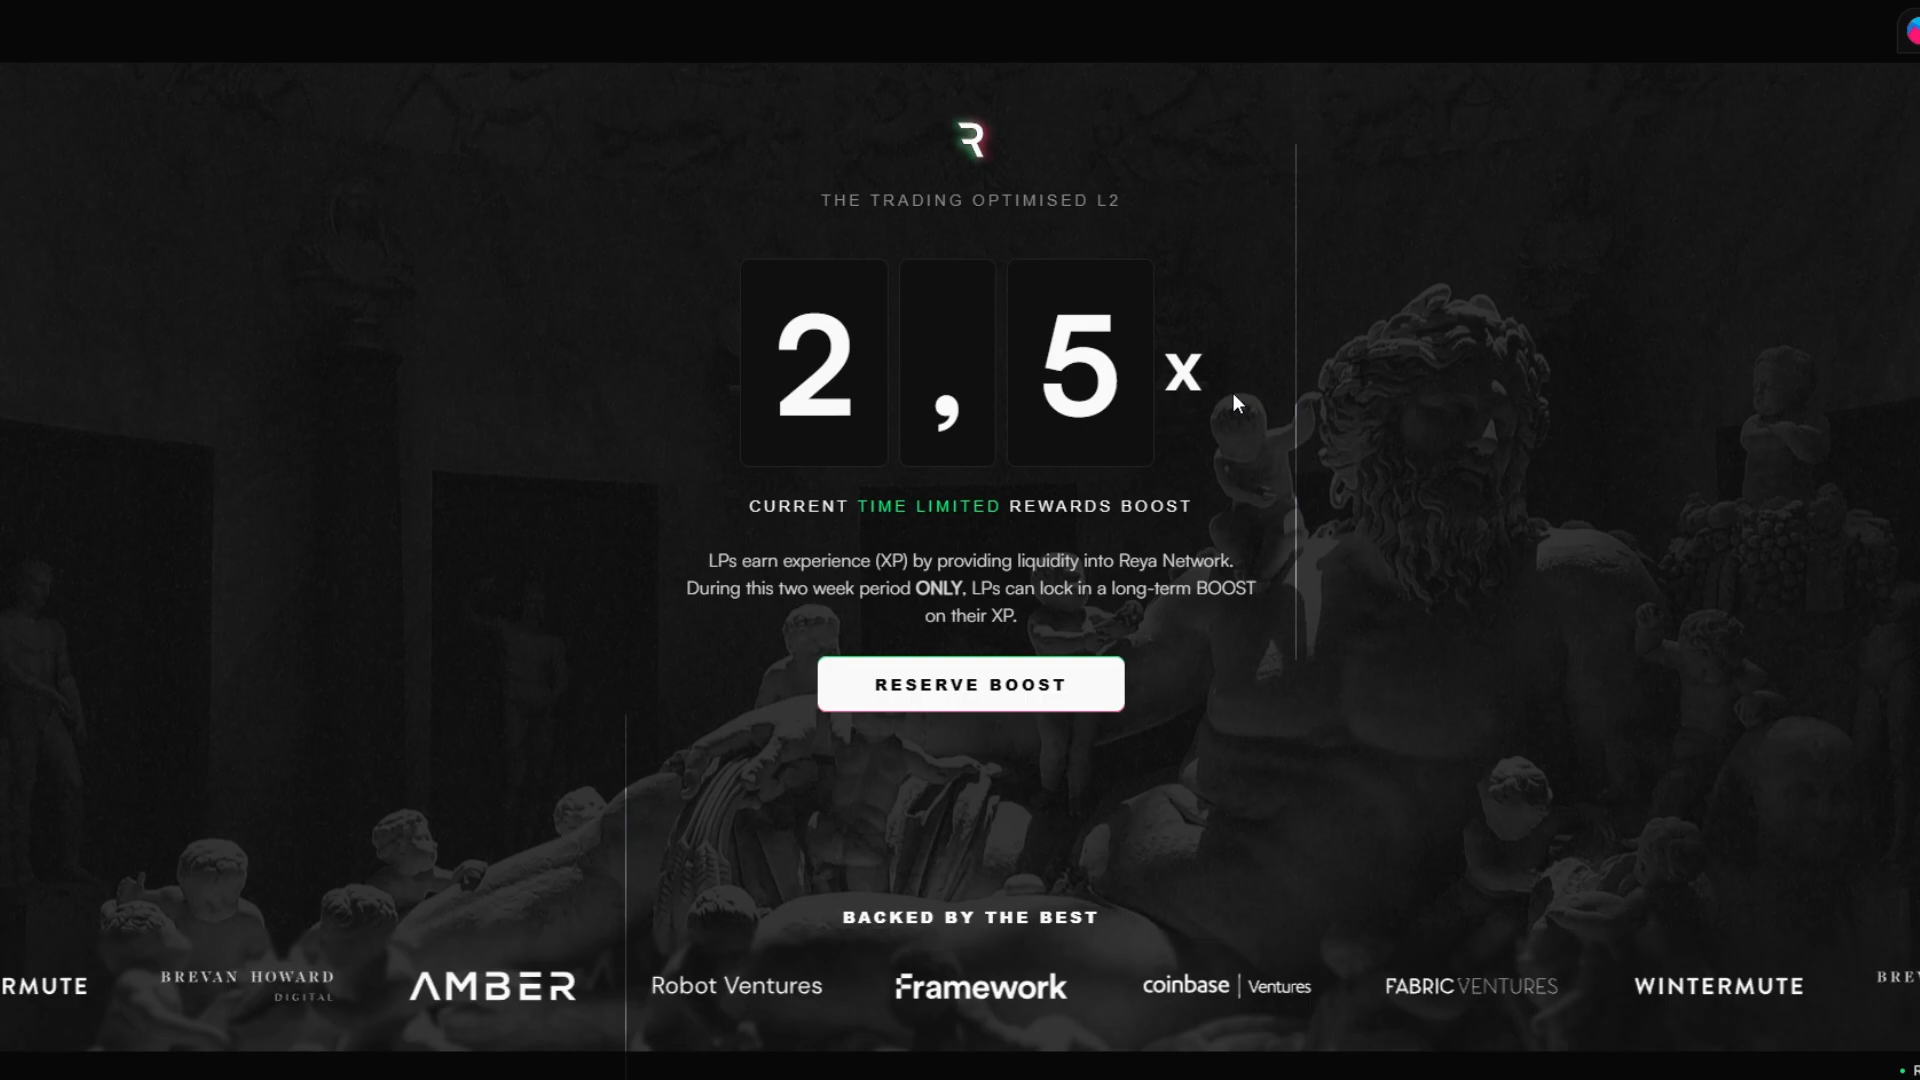 THE TRADING OPTIMISED L2
2,5x
CURRENT TIME LIMITED REWARDS BOOST
LPs earn experience (XP) by providing liquidity into Reya Network.
During this two week period ONLY, LPs can lock in a long-term BOOST
on their XP.
RESERVE BOOST
BACKED BY THE BEST
RMUTE BREVAN HOWARD DIGITAL AMBER Robot Ventures Framework coinbase | Ventures FABRIC VENTURES WINTERMUTE BREV